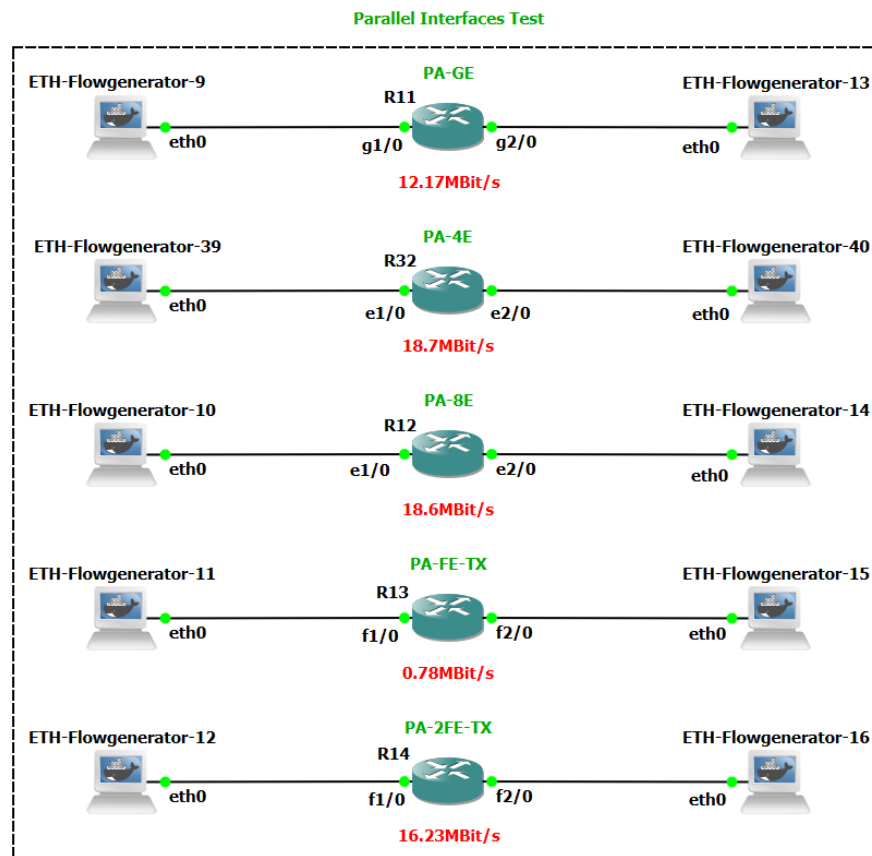 Parallel Interfaces Test
PA-GE
ETH-Flowgenerator-9
R11
ETH-Flowgenerator-13
eth0
g1/0
g2/0
eth0
12.17MBit/s
PA-4E
ETH-Flowgenerator-39
R32
ETH-Flowgenerator-40
eth0
e1/0
e2/0
eth0
18.7MBit/s
PA-8E
ETH-Flowgenerator-10
R12
ETH-Flowgenerator-14
eth0
e1/0
e2/0
eth0
18.6MBit/s
PA-FE-TX
ETH-Flowgenerator-11
R13
ETH-Flowgenerator-15
eth0
f1/0
f2/0
eth0
0.78MBit/s
PA-2FE-TX
ETH-Flowgenerator-12
R14
ETH-Flowgenerator-16
eth0
f1/0
f2/0
eth0
16.23MBit/s